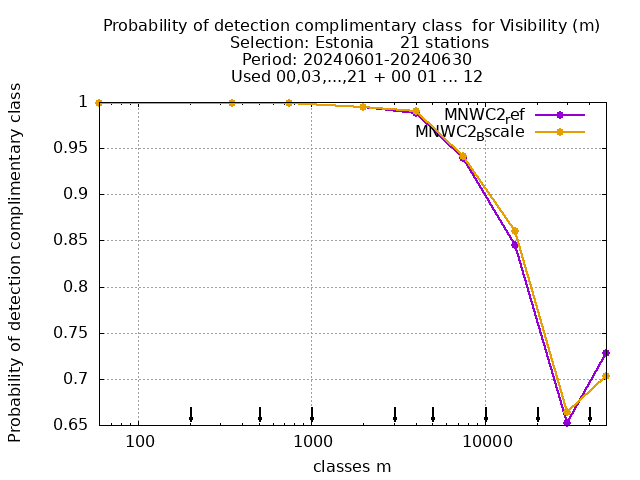 Probability of detection complimentary class  for Visibility (m)
Selection: Estonia     21 stations
Period: 20240601-20240630
Used 00,03,...,21 + 00 01 ... 12
MNWC2ref
MNWC2Bscale
Probability of detection complimentary class
1
0.95
0.9
0.85
0.8
0.75
0.7
0.65
100
1000
10000
classes m